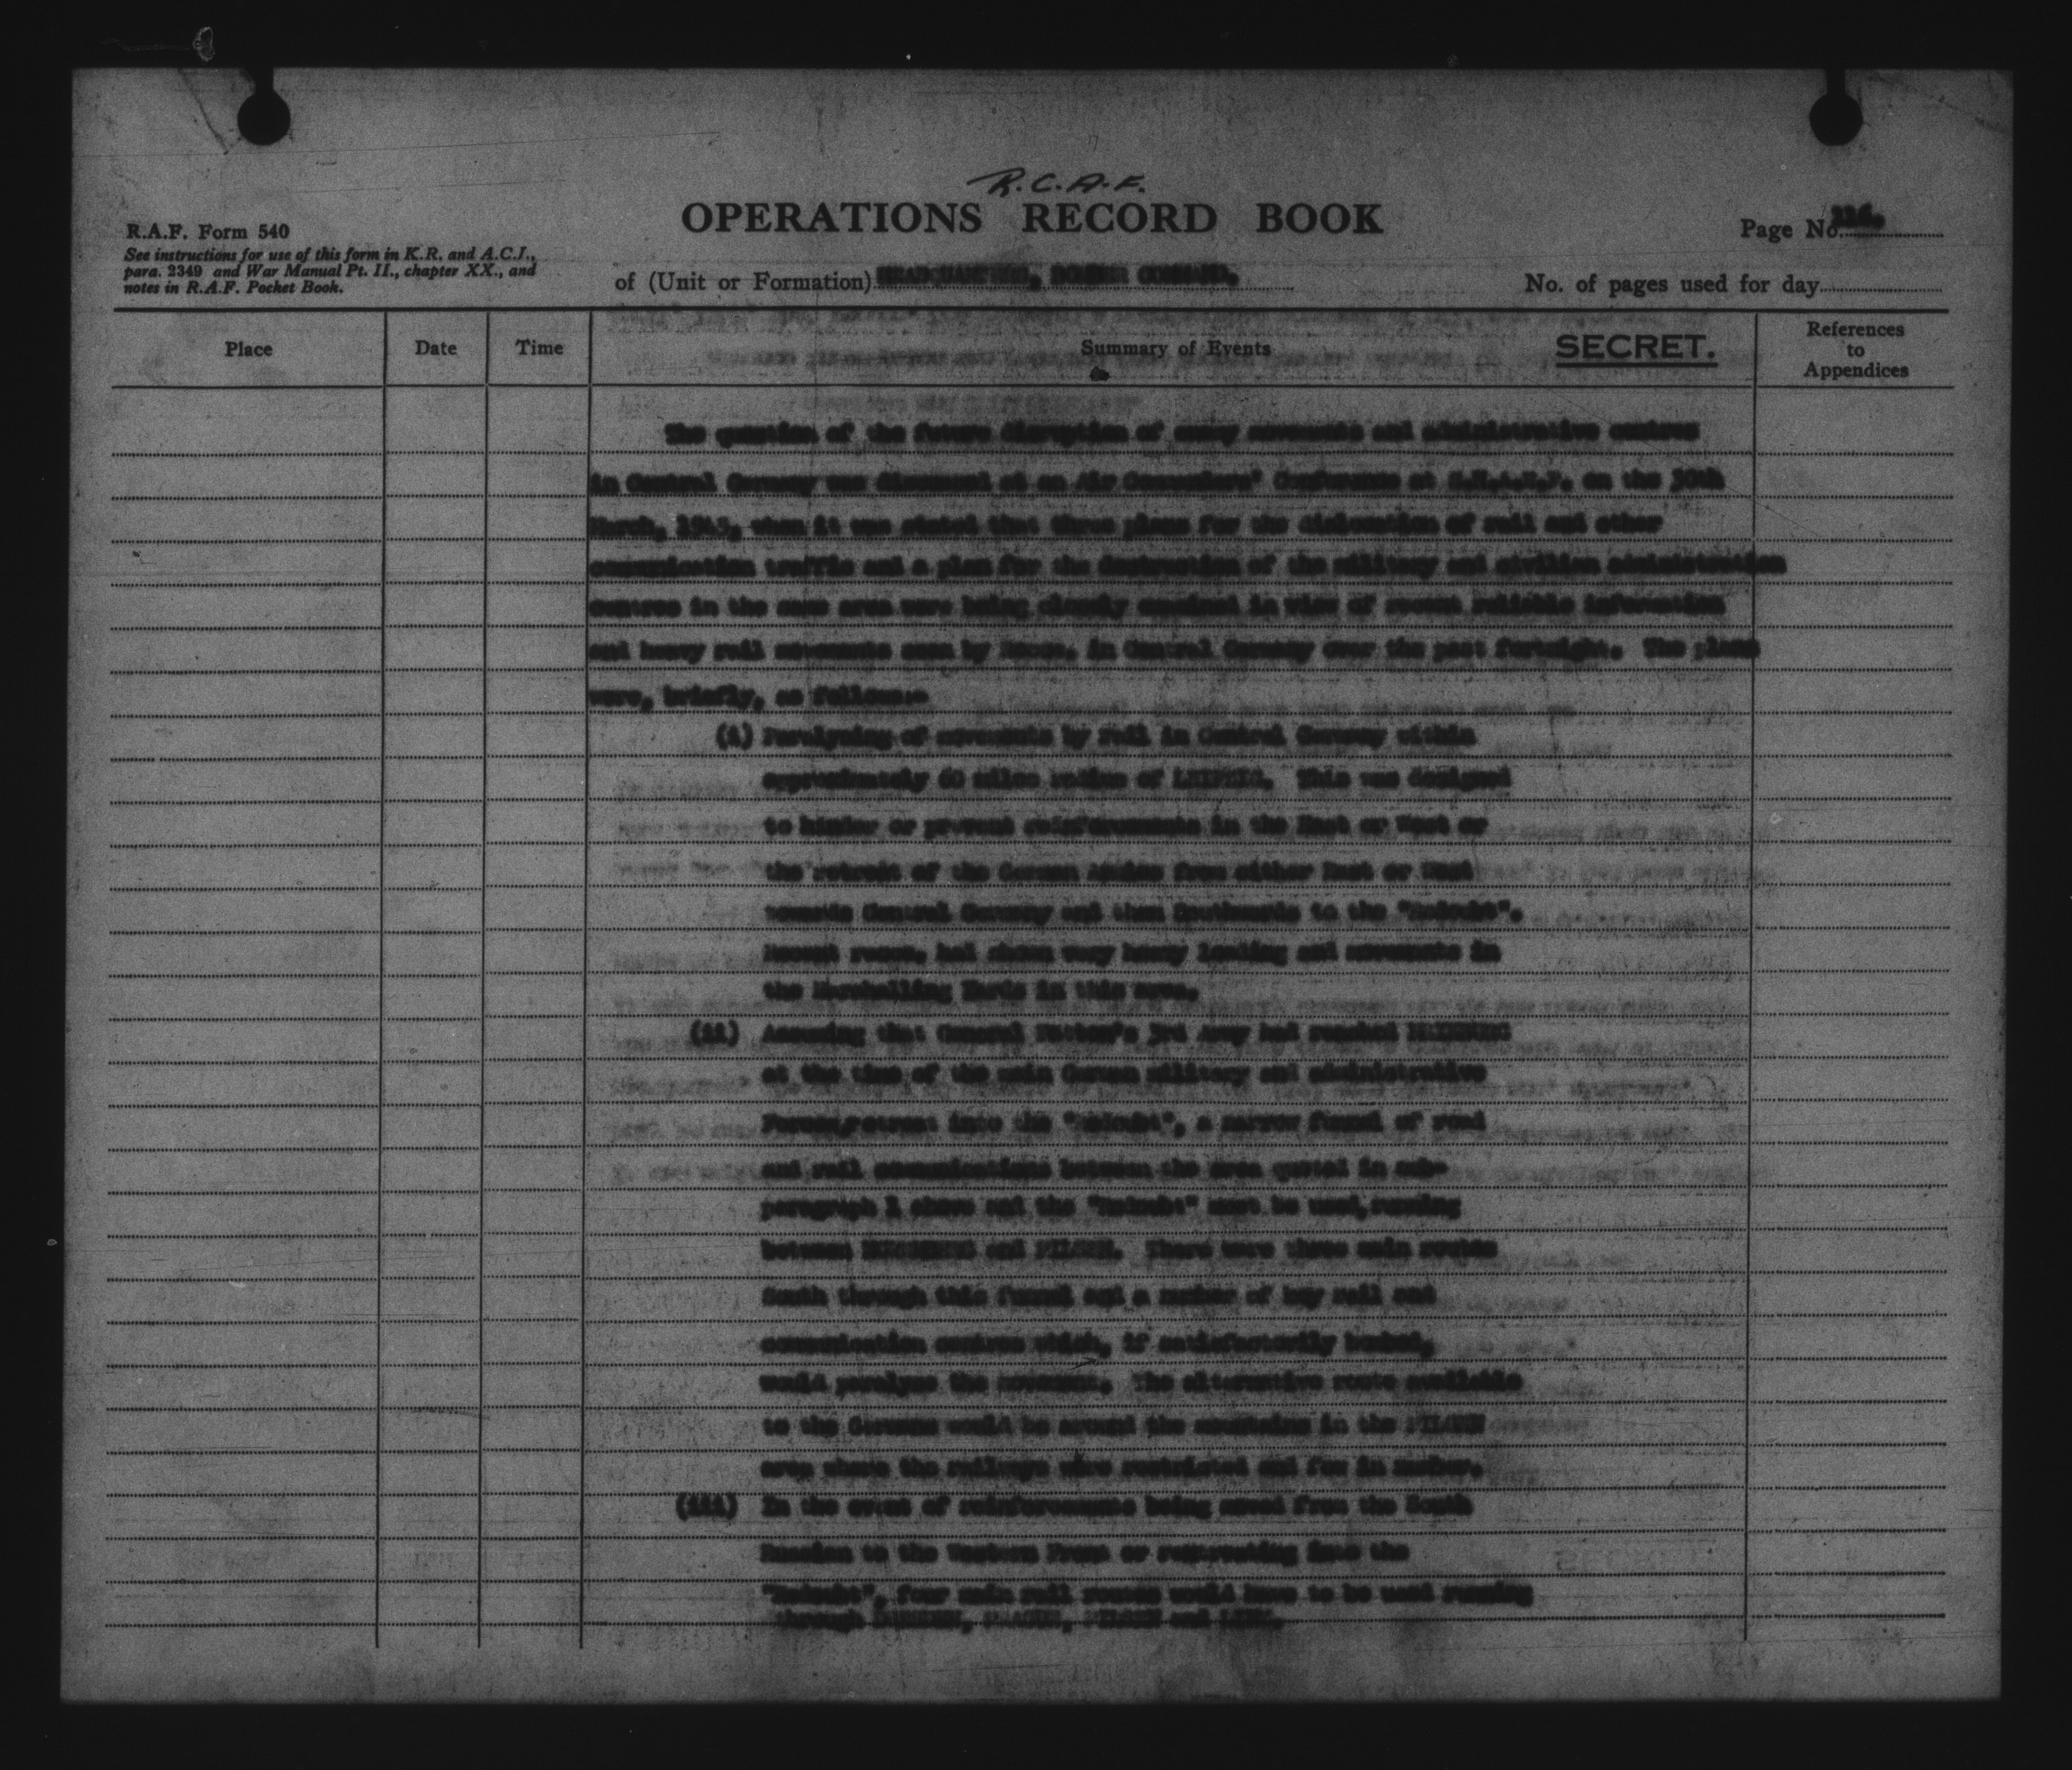 R.C.A.F.
OPERATIONS RECORD BOOK
R.A.F. Form 540
See instructions for use of this form in K.R. and A.C.I.,
para. 2349 and War Manual Pt. II., chapter XX., and
notes in R.A.F. Pocket Book.
Page No.
of (Unit or Formation) HEADQUARTERS, BOMBER COMMAND.
No. of pages used for day
Place Date Time Summary of Events SECRET. References
to
Appendices
The question of the future disruption of enemy movements and administrative centres
in Central Germany was discussed at an Air Commanders' Conference at S.H.A.E.F. on the 30th
March, 1945, when it was stated that three plans for the dislocation of rail and other
communication traffic and a plan for the destruction of the military and civilian administration
centres in the same area were being closely examined in view of recent reliable information
and heavy rail movements seen by Recce. in Central Germany over the past fortnight. The plans
were, briefly, as follows:-
(i) Paralysing of movements by rail in Central Germany within
approximately 60 miles radius of LEIPZIG. This was designed
to hinder or prevent reinforcements in the East or West or
the retreat of the German Armies from either East or West
towards Central Germany and then Southwards to the "Redoubt".
Recent recce. had shown very heavy loading and movements in
the Marshalling Yards in this area.
(ii) Assuming that General Patton's 3rd Army had reached
at the time of the main German military and administrative
Forces, retreat into the "Redoubt", a narrow funnel of road
and rail communications between the area quoted in sub-
paragraph 1 above and the "Redoubt" must be used, running
between and PILSEN. There were three main routes
South through this funnel and a number of key rail and
communication centres which, if satisfactorily bombed,
would paralyse the movement. The alternative route available
to the Germans would be around the mountains in the PILSEN
area where the railways were restricted and few in number.
(iii) In the event of reinforcements being moved from the South
Russian to the Western Front or regrouping into the
"Redoubt", four main rail routes would have to be used running
through DRESDEN, PRAGUE, PILSEN and LINZ.